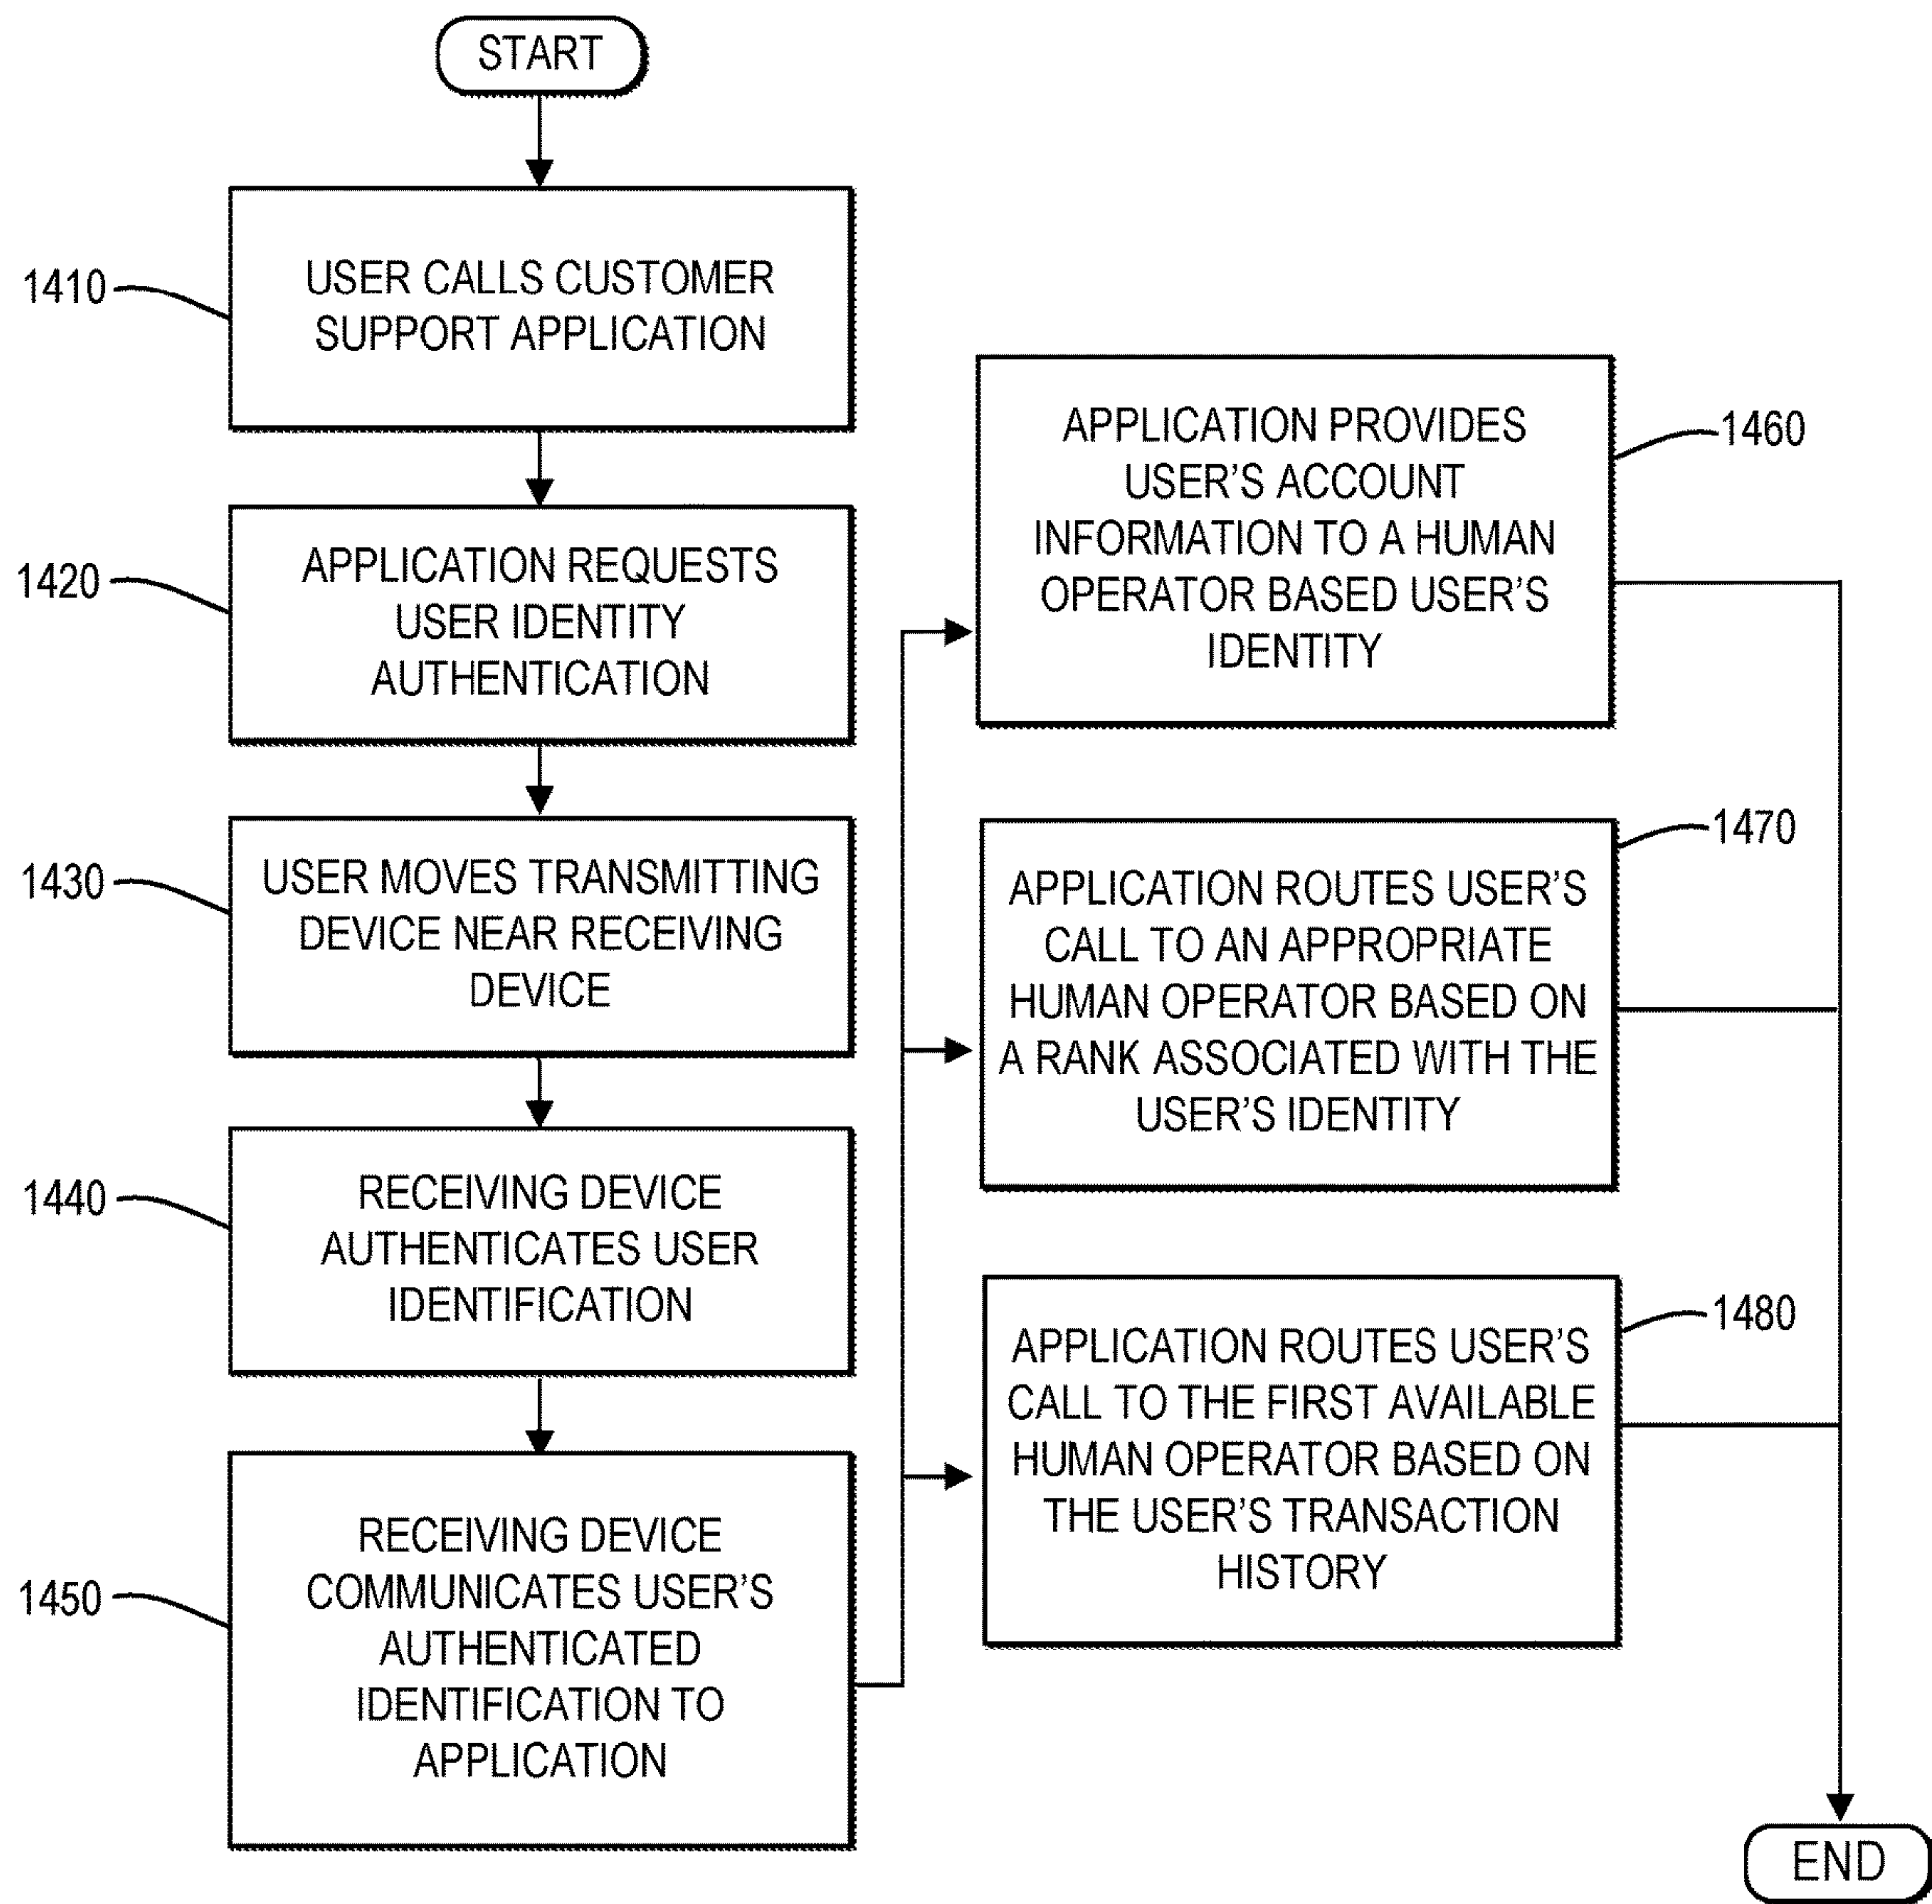 START
1410
USER CALLS CUSTOMER
SUPPORT APPLICATION
1420
APPLICATION REQUESTS
USER IDENTITY
AUTHENTICATION
1430
USER MOVES TRANSMITTING
DEVICE NEAR RECEIVING
DEVICE
1440
RECEIVING DEVICE
AUTHENTICATES USER
IDENTIFICATION
1450
RECEIVING DEVICE
COMMUNICATES USER'S
AUTHENTICATED
IDENTIFICATION TO
APPLICATION
1460
APPLICATION PROVIDES
USER'S ACCOUNT
INFORMATION TO A HUMAN
OPERATOR BASED USER'S
IDENTITY
1470
APPLICATION ROUTES USER'S
CALL TO AN APPROPRIATE
HUMAN OPERATOR BASED ON
A RANK ASSOCIATED WITH THE
USER'S IDENTITY
1480
APPLICATION ROUTES USER'S
CALL TO THE FIRST AVAILABLE
HUMAN OPERATOR BASED ON
THE USER'S TRANSACTION
HISTORY
END